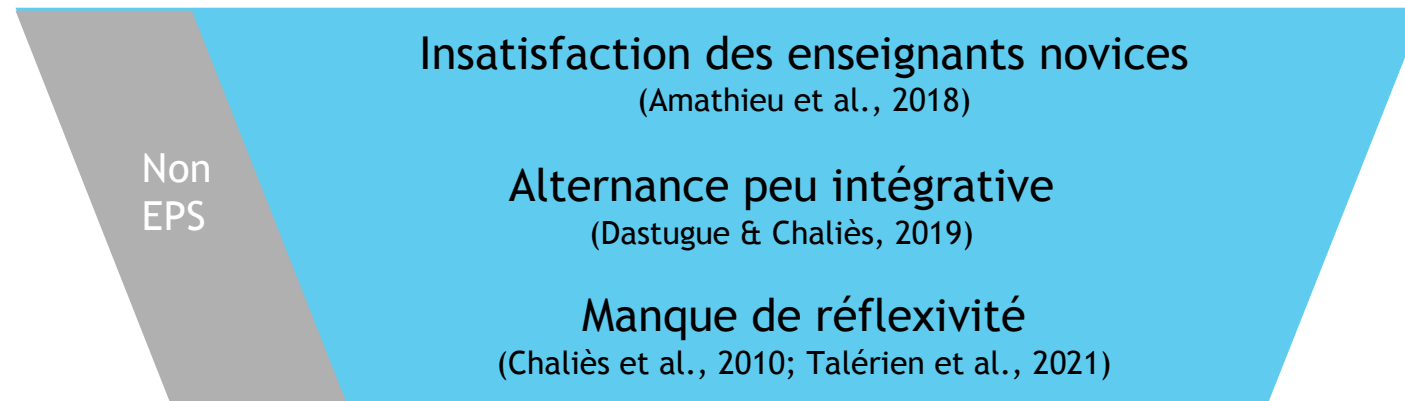 Insatisfaction des enseignants novices
(Amathieu et al., 2018)
Non
EPS
Alternance peu intégrative
(Dastugue & Chaliès, 2019)
Manque de réflexivité
(Chaliès et al., 2010; Talérien et al., 2021)